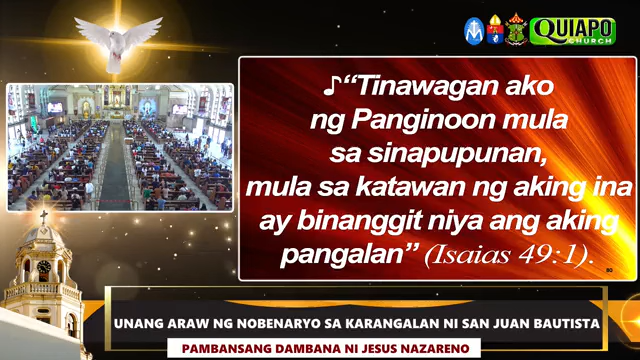 QUIAPO
CHURCH
♪“Tinawagan ako
ng Panginoon mula
sa sinapupunan,
mula sa katawan ng aking ina
ay binanggit niya ang aking
pangalan” (Isaias 49:1).
80
UNANG ARAW NG NOBENARYO SA KARANGALAN NI SAN JUAN BAUTISTA
PAMBANSANG DAMBANA NI JESUS NAZARENO